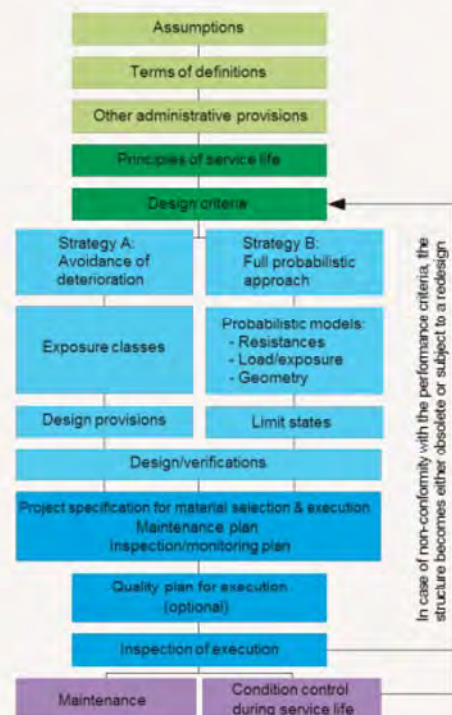 Assumptions
Terms of definitions
Other administrative provisions
Principles of service life
Design criteria
Strategy A:
Avoidance of
deterioration
Strategy B:
Full probabilistic
approach
Exposure classes
Probabilistic models:
- Resistances
- Load/exposure
- Geometry
Design provisions
Limit states
Design/verifications
Project specification for material selection & execution
Maintenance plan
Inspection/monitoring plan
Quality plan for execution
(optional)
Inspection of execution
Maintenance
Condition control
during service life
In case of non-conformity with the performance criteria, the
structure becomes either obsolete or subject to a redesign